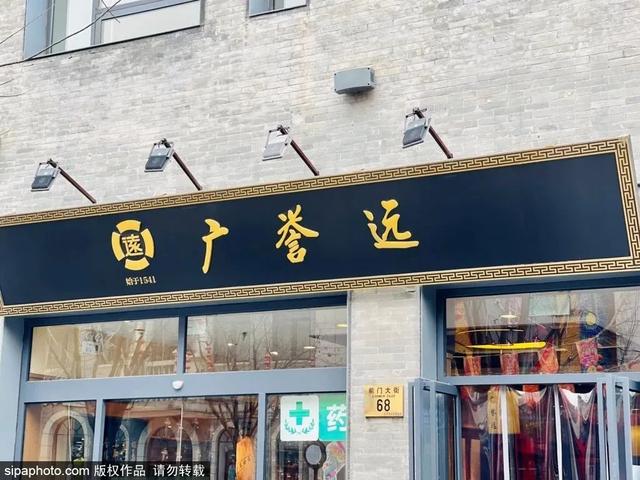 遠
广誉远
始于1541
前门大街
68
药
sipaphoto.com 版权作品 请勿转载